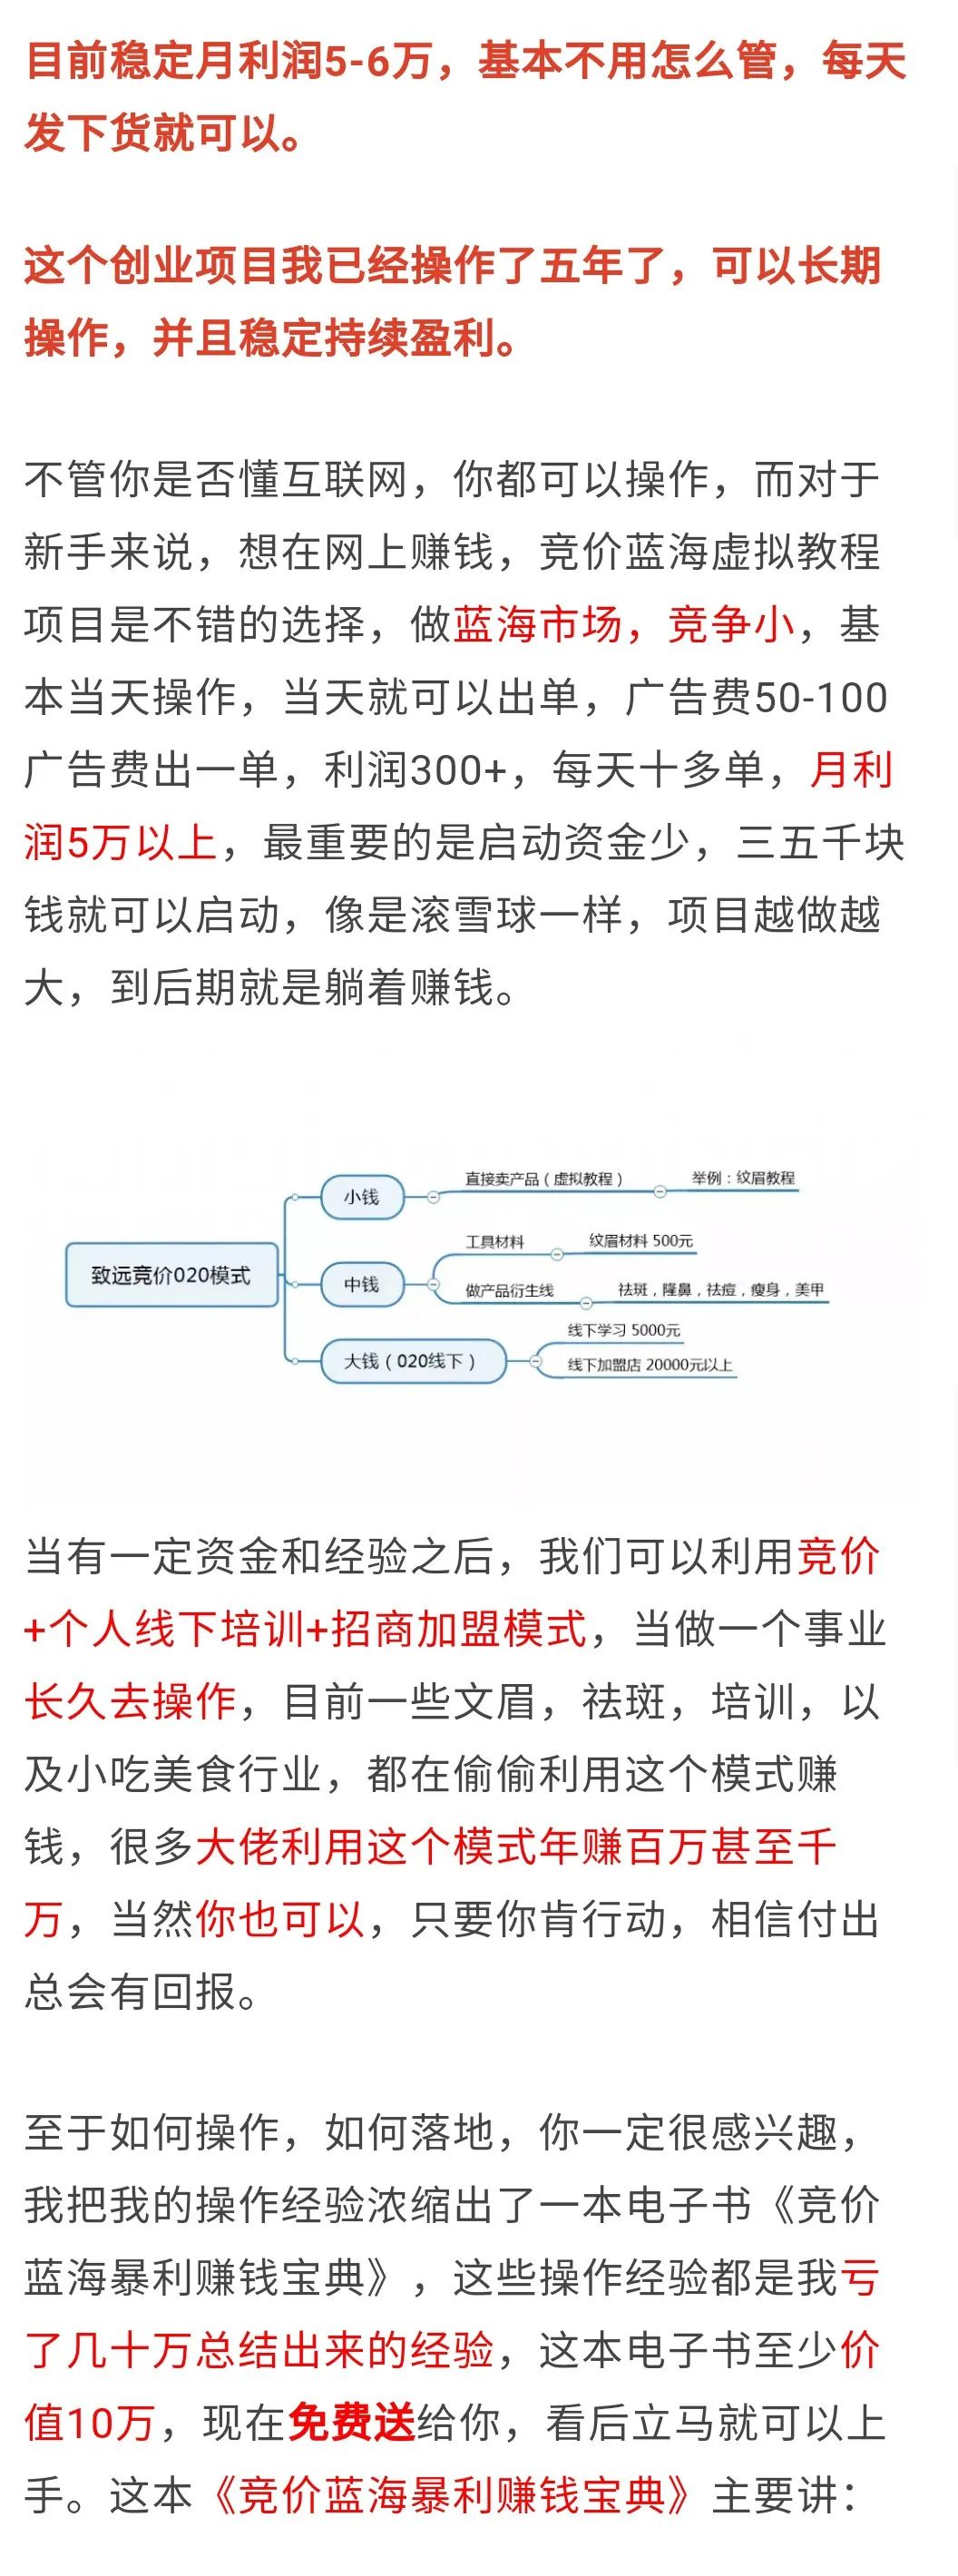 目前稳定月利润5-6万，基本不用怎么管，每天
发下货就可以。
这个创业项目我已经操作了五年了，可以长期
操作，并且稳定持续盈利。
不管你是否懂互联网，你都可以操作，而对于
新手来说，想在网上赚钱，竞价蓝海虚拟教程
项目是不错的选择，做蓝海市场，竞争小，基
本当天操作，当天就可以出单，广告费50-100
广告费出一单，利润300+，每天十多单，月利
润5万以上，最重要的是启动资金少，三五千块
钱就可以启动，像是滚雪球一样，项目越做越
大，到后期就是躺着赚钱。
致远竞价020模式
小钱
直接卖产品（虚拟教程）
举例：纹眉教程
中钱
工具材料
纹眉材料 500元
做产品衍生线
祛斑，隆鼻，祛痘，瘦身，美甲
大钱（020线下）
线下学习 5000元
线下加盟店 20000元以上
当有一定资金和经验之后，我们可以利用竞价
+个人线下培训+招商加盟模式，当做一个事业
长久去操作，目前一些文眉，祛斑，培训，以
及小吃美食行业，都在偷偷利用这个模式赚
钱，很多大佬利用这个模式年赚百万甚至千
万，当然你也可以，只要你肯行动，相信付出
总会有回报。
至于如何操作，如何落地，你一定很感兴趣，
我把我的操作经验浓缩出了一本电子书《竞价
蓝海暴利赚钱宝典》，这些操作经验都是我亏
了几十万总结出来的经验，这本电子书至少价
值10万，现在免费送给你，看后立马就可以上
手。这本《竞价蓝海暴利赚钱宝典》主要讲：